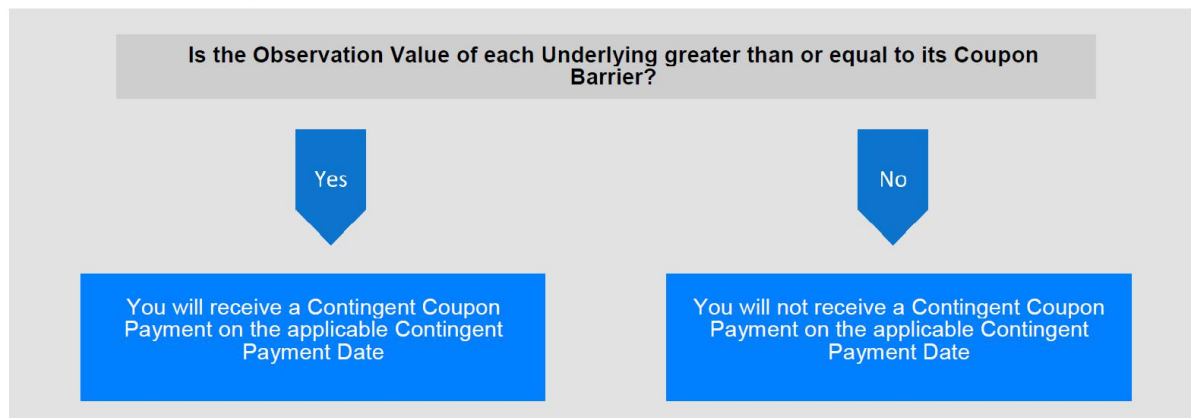 Is the Observation Value of each Underlying greater than or equal to its Coupon
Barrier?
Yes
No
You will receive a Contingent Coupon
Payment on the applicable Contingent
Payment Date
You will not receive a Contingent Coupon
Payment on the applicable Contingent
Payment Date